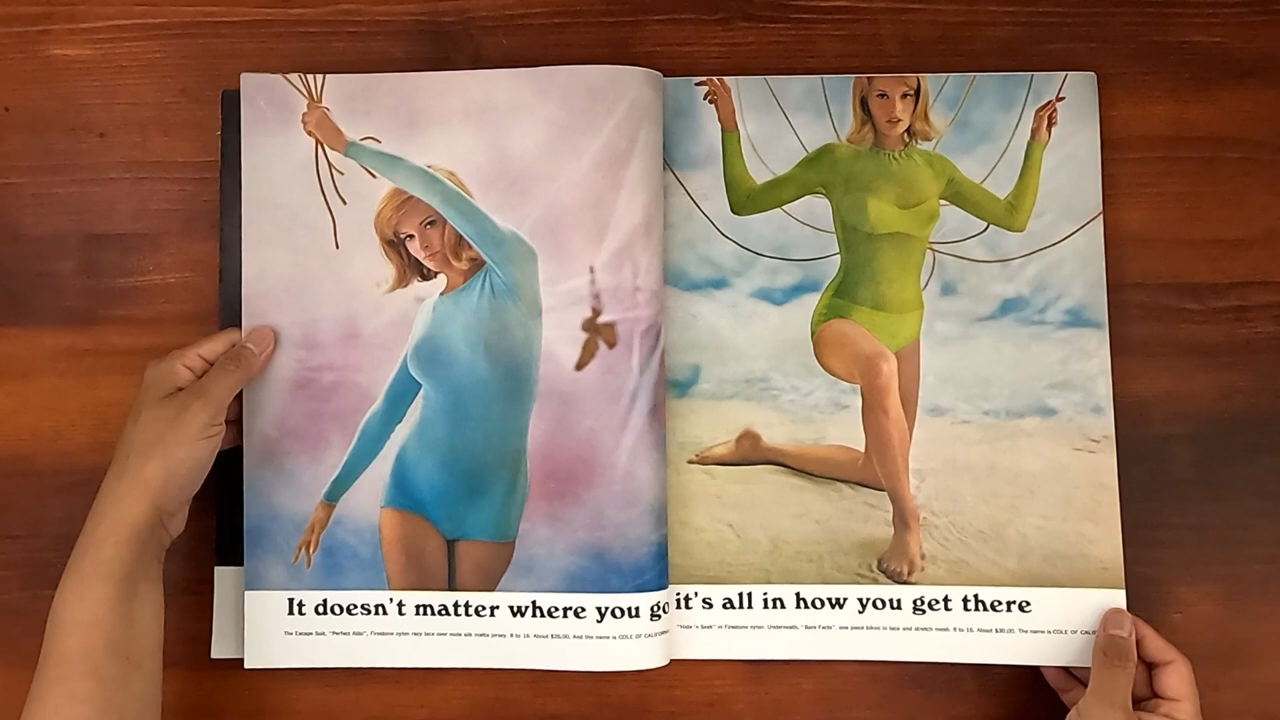 It doesn't matter where you go
The Escape Suit, "Perfect Alibi", Firestone nylon racy lace over nude silk matte jersey. 8 to 16. About $26.00. And the name is COLE OF
it's all in how you get there
"Hide 'n Seek" in Firestone nylon. Underneath, "Bare Facts", one piece bikini in lace and stretch mesh. 8 to 16. About $30.00. The name is COLE OF